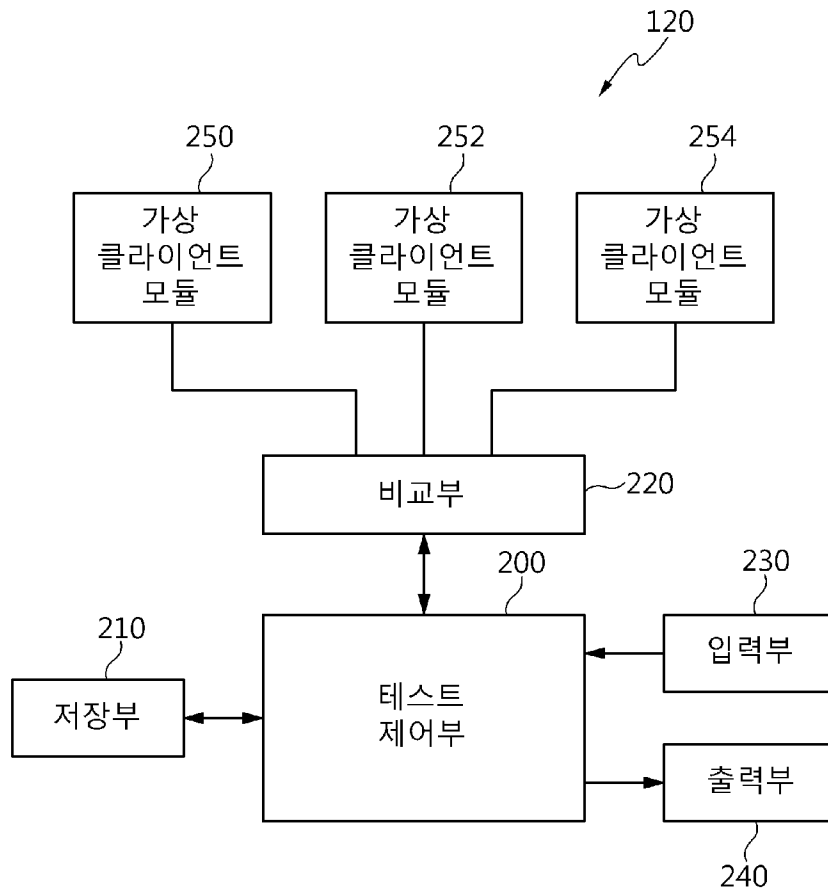 120
250
252
254
가상
클라이언트
모듈
가상
클라이언트
모듈
가상
클라이언트
모듈
비교부
220
200
230
210
입력부
저장부
테스트
제어부
출력부
240